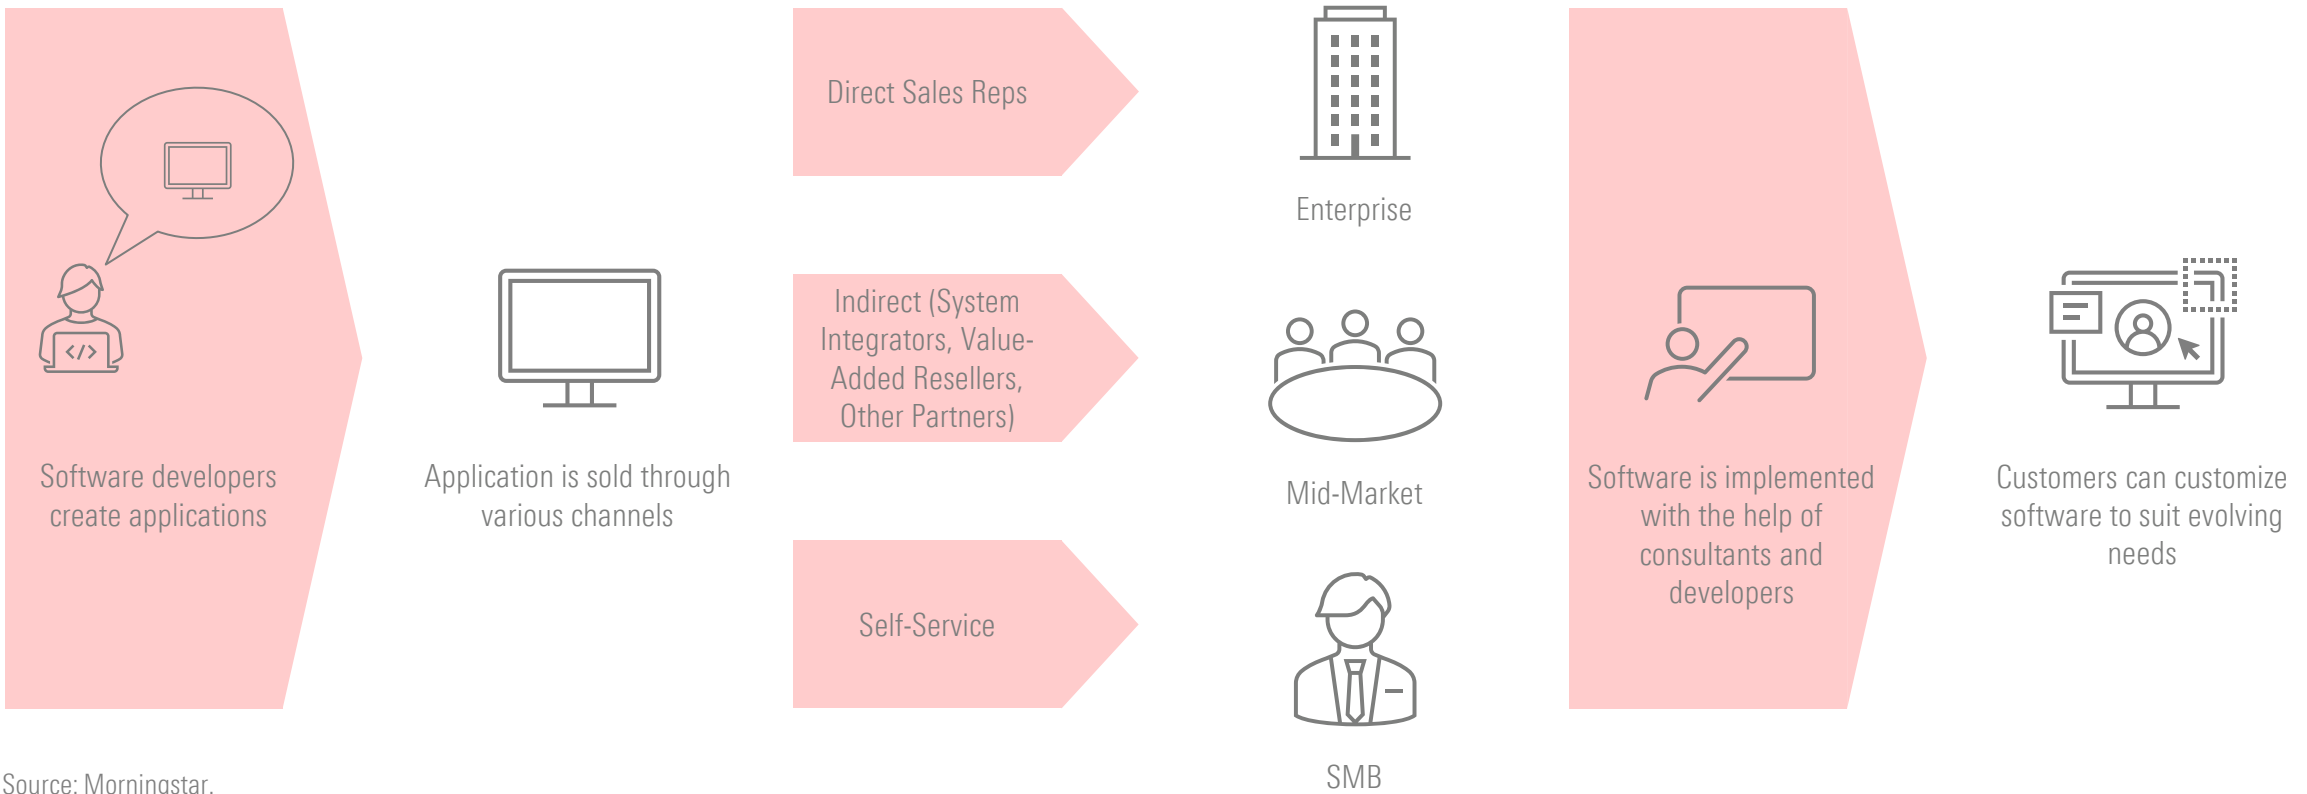 Software developers
create applications
Application is sold through
various channels
Direct Sales Reps
Indirect (System
Integrators, Value-
Added Resellers,
Other Partners)
Self-Service
Enterprise
Mid-Market
SMB
Software is implemented
with the help of
consultants and
developers
Customers can customize
software to suit evolving
needs
</>
Source: Morningstar.